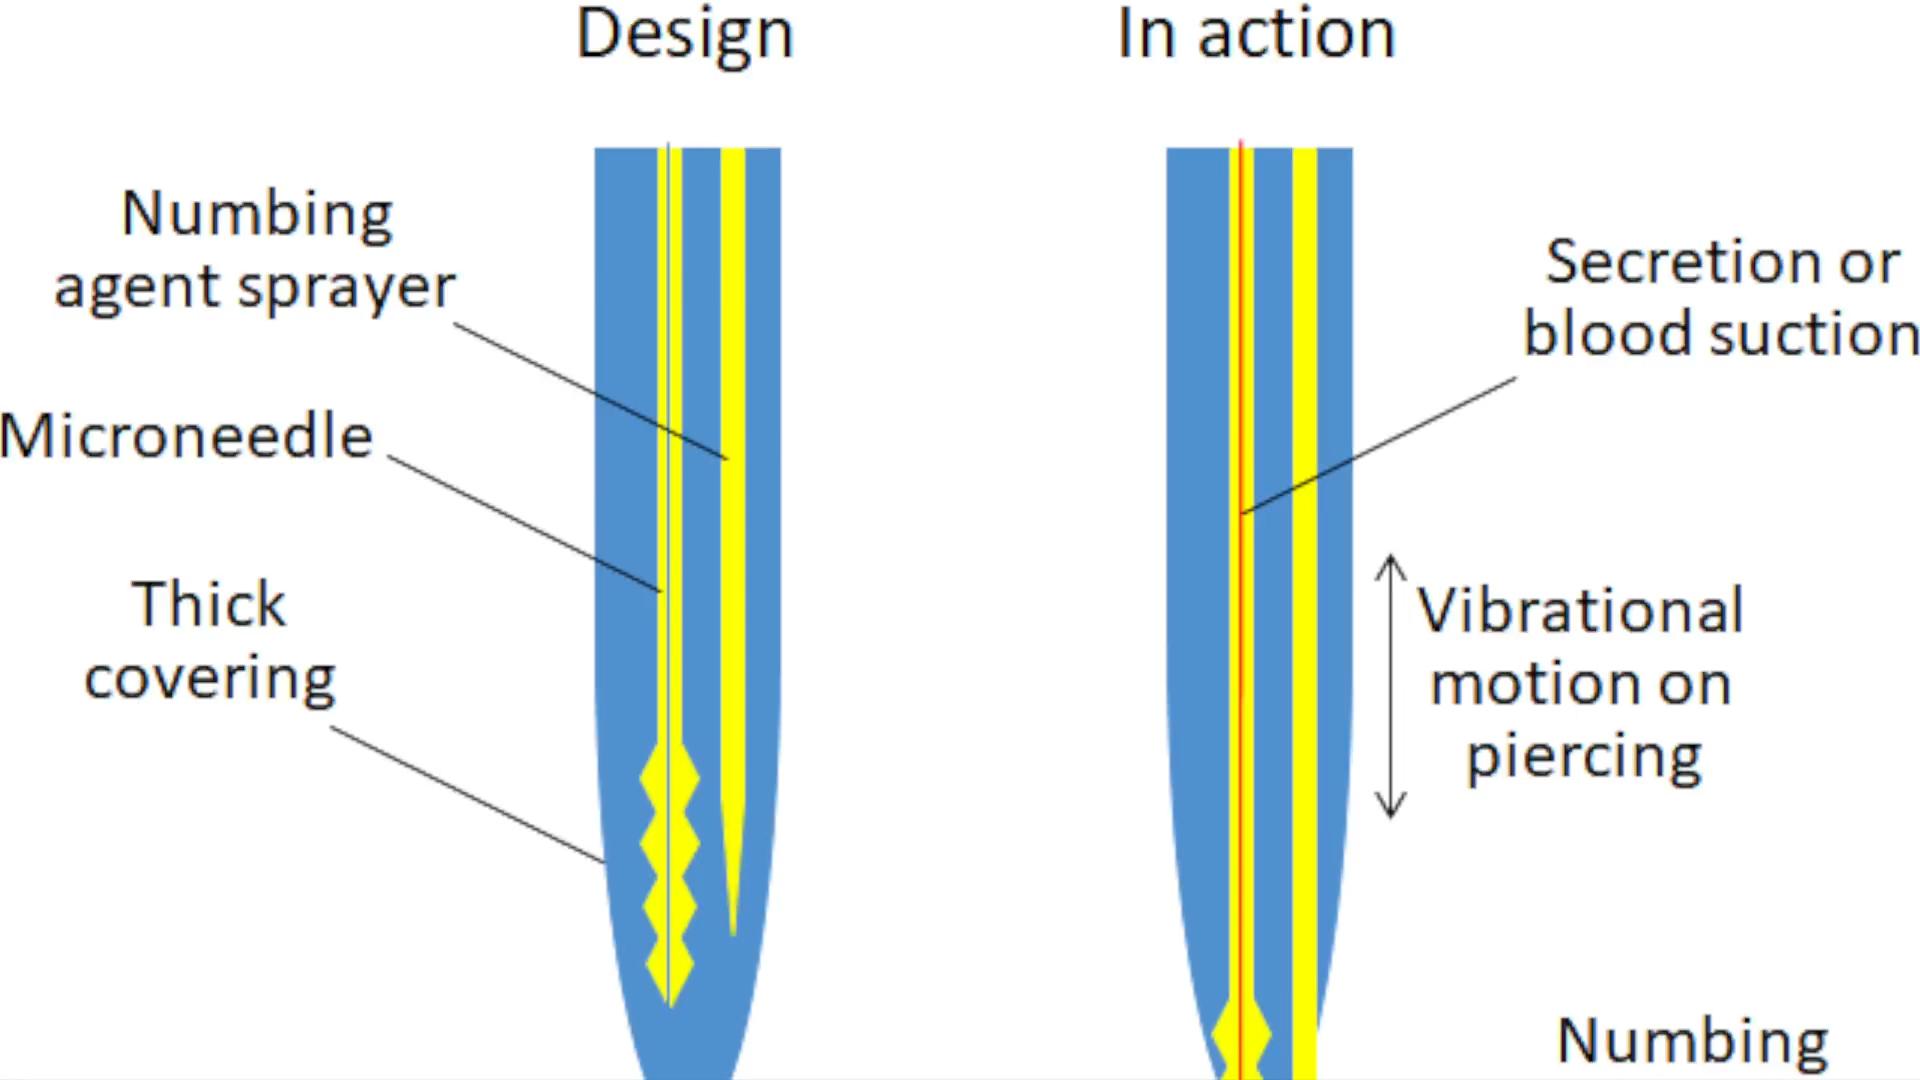 Design
In action
Numbing
agent sprayer
Microneedle
Thick
covering
Secretion or
blood suction
Vibrational
motion on
piercing
Numbing